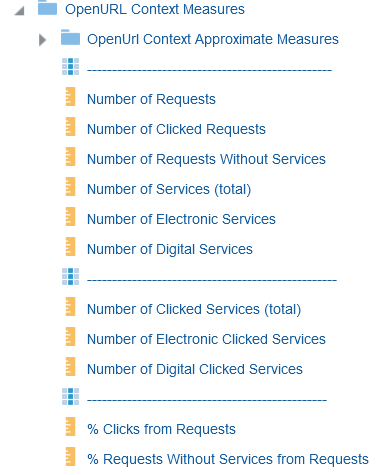 OpenURL Context Measures
OpenUrl Context Approximate Measures
-------------------------------------------------
Number of Requests
Number of Clicked Requests
Number of Requests Without Services
Number of Services (total)
Number of Electronic Services
Number of Digital Services
--------------------------------------------------
Number of Clicked Services (total)
Number of Electronic Clicked Services
Number of Digital Clicked Services
------------------------------------------------
% Clicks from Requests
% Requests Without Services from Requests